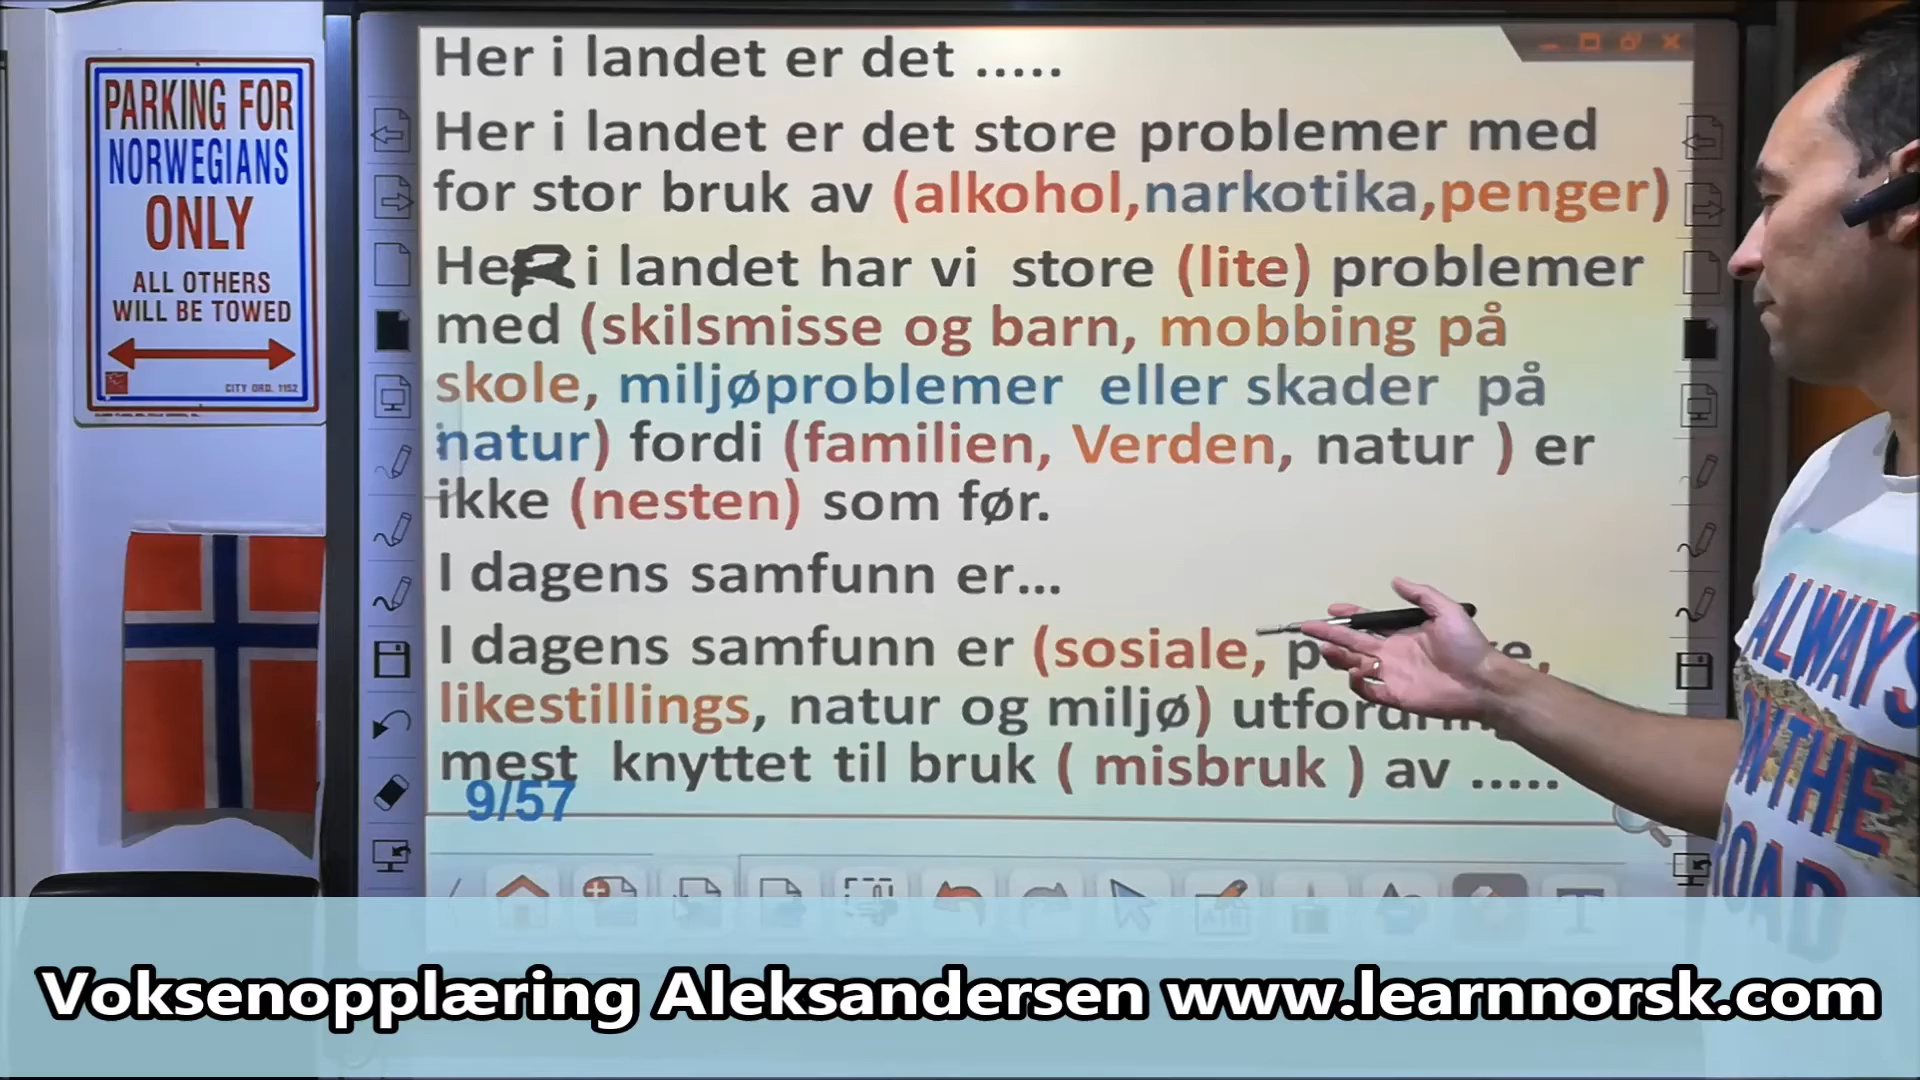 PARKING FOR
NORWEGIANS
ONLY
ALL OTHERS
WILL BE TOWED
CITY ORD. 1152
Her i landet er det .....
Her i landet er det store problemer med
for stor bruk av (alkohol,narkotika,penger)
HeR i landet har vi store (lite) problemer
med (skilsmisse og barn, mobbing på
skole, miljøproblemer eller skader på
natur) fordi (familien, Verden, natur ) er
ikke (nesten) som før.
I dagens samfunn er...
I dagens samfunn er (sosiale,
likestillings, natur og miljø)
mest knyttet til bruk ( misbruk ) av .....
9/57
ALWAYS
ON THE
ROAD
Voksenopplæring Aleksandersen www.learnnorsk.com